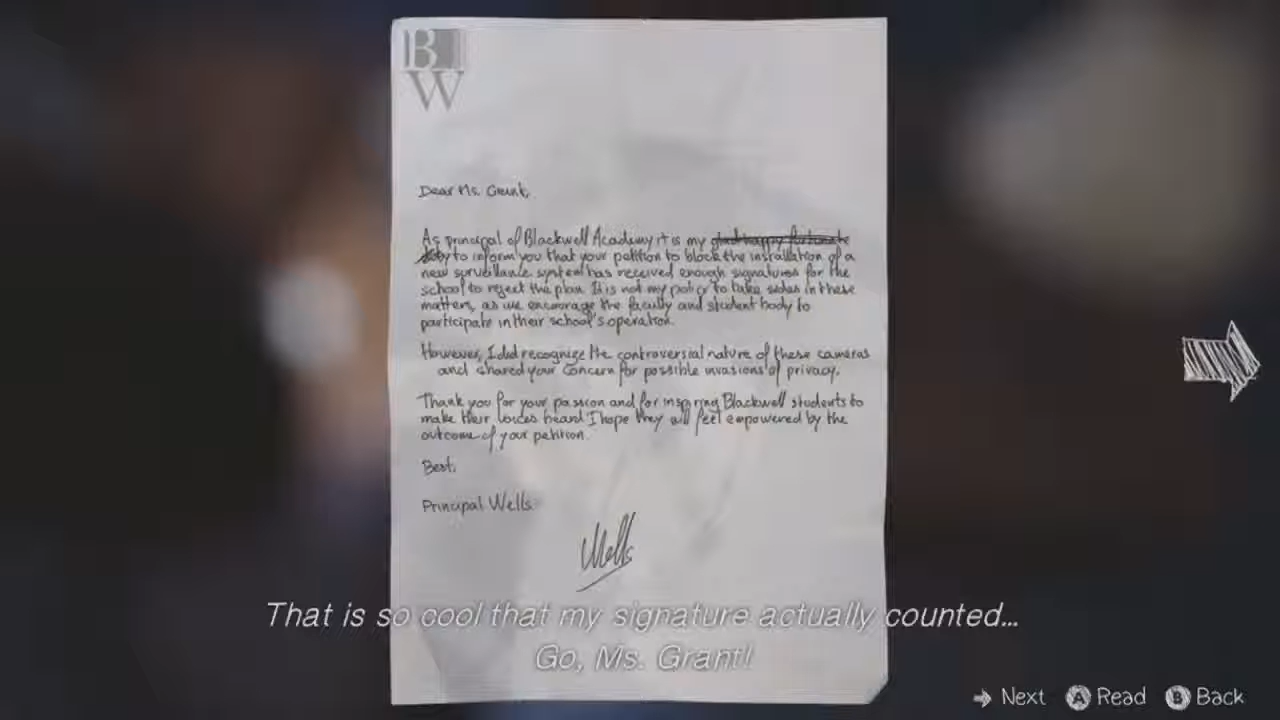 B
W
Dear Ms. Grant,
As principal of Blackwell Academy it is my glad happy fortunate
duty to inform you that your petition to block the installation of a
new surveillance system has received enough signatures for the
school to reject the plan. It is not my policy to take sides in these
matters, as we encourage the faculty and student body to
participate in their school's operation.
However, I did recognize the controversial nature of these cameras
and shared your concern for possible invasions of privacy.
Thank you for your passion and for inspiring Blackwell students to
make their voices heard I hope they will feel empowered by the
outcome of your petition.
Best,
Principal Wells
Wells
That is so cool that my signature actually counted...
Go, Ms. Grant!
Next A Read B Back